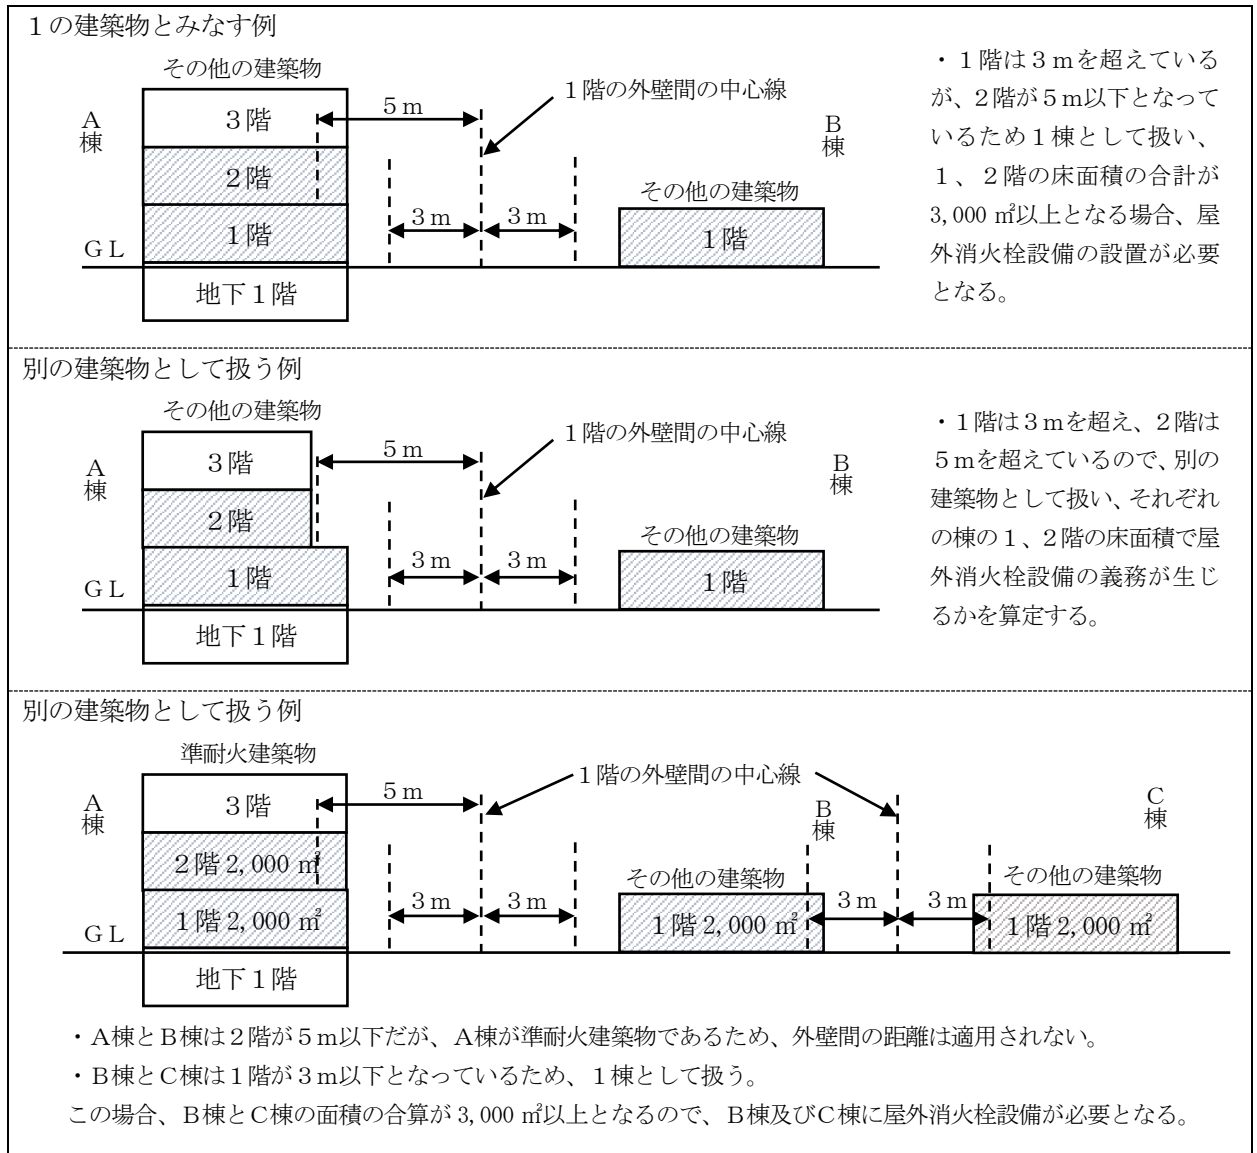 １の建築物とみなす例
その他の建築物
Ａ棟
３階
２階
１階
ＧＬ
地下１階
５ｍ
１階の外壁間の中心線
３ｍ
３ｍ
Ｂ棟
その他の建築物
１階
・１階は３ｍを超えている
が、２階が５ｍ以下となって
いるため１棟として扱い、
１、２階の床面積の合計が
3,000 ㎡以上となる場合、屋
外消火栓設備の設置が必要
となる。
別の建築物として扱う例
その他の建築物
Ａ棟
３階
２階
１階
ＧＬ
地下１階
５ｍ
１階の外壁間の中心線
３ｍ
３ｍ
Ｂ棟
その他の建築物
１階
・１階は３ｍを超え、２階は
５ｍを超えているので、別の
建築物として扱い、それぞれ
の棟の１、２階の床面積で屋
外消火栓設備の義務が生じ
るかを算定する。
別の建築物として扱う例
準耐火建築物
Ａ棟
３階
２階 2,000 ㎡
１階 2,000 ㎡
ＧＬ
地下１階
５ｍ
１階の外壁間の中心線
３ｍ
３ｍ
Ｂ棟
その他の建築物
１階 2,000 ㎡
３ｍ
３ｍ
Ｃ棟
その他の建築物
１階 2,000 ㎡
・Ａ棟とＢ棟は２階が５ｍ以下だが、Ａ棟が準耐火建築物であるため、外壁間の距離は適用されない。
・Ｂ棟とＣ棟は１階が３ｍ以下となっているため、１棟として扱う。
この場合、Ｂ棟とＣ棟の面積の合算が 3,000 ㎡以上となるので、Ｂ棟及びＣ棟に屋外消火栓設備が必要となる。